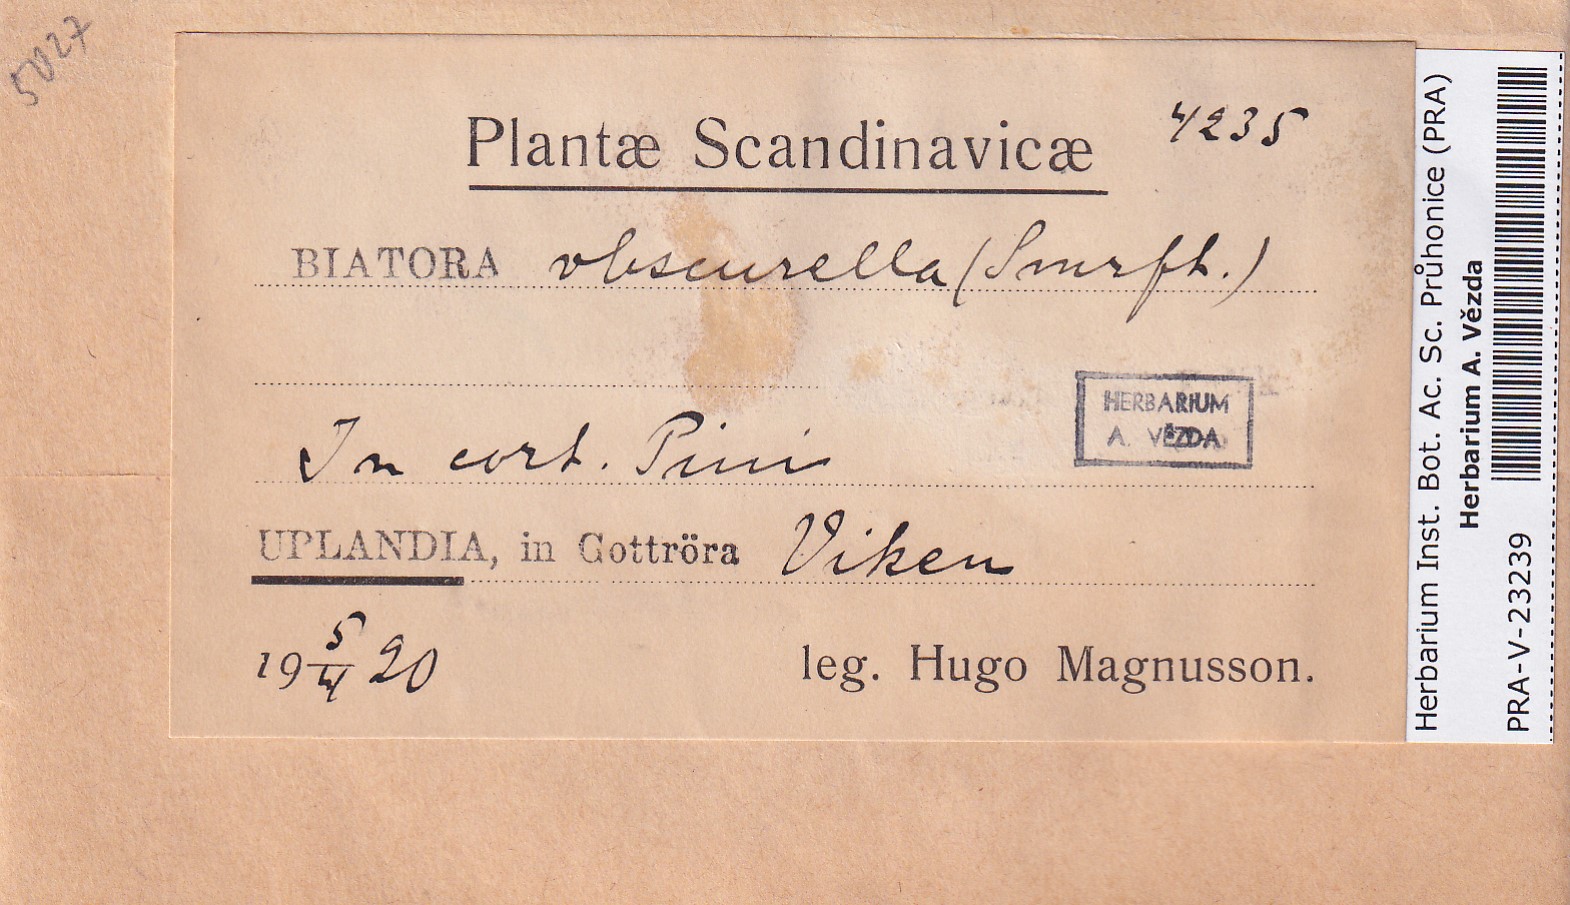 5027
Plantæ Scandinavicæ
4235
BIATORA obscurella (Smrft.)
HERBARIUM
A. VĚZDA
In cort. Pini
UPLANDIA, in Gottröra Viken
19 5/4 20
leg. Hugo Magnusson.
Herbarium Inst. Bot. Ac. Sc. Průhonice (PRA)
Herbarium A. Vězda
PRA-V-23239